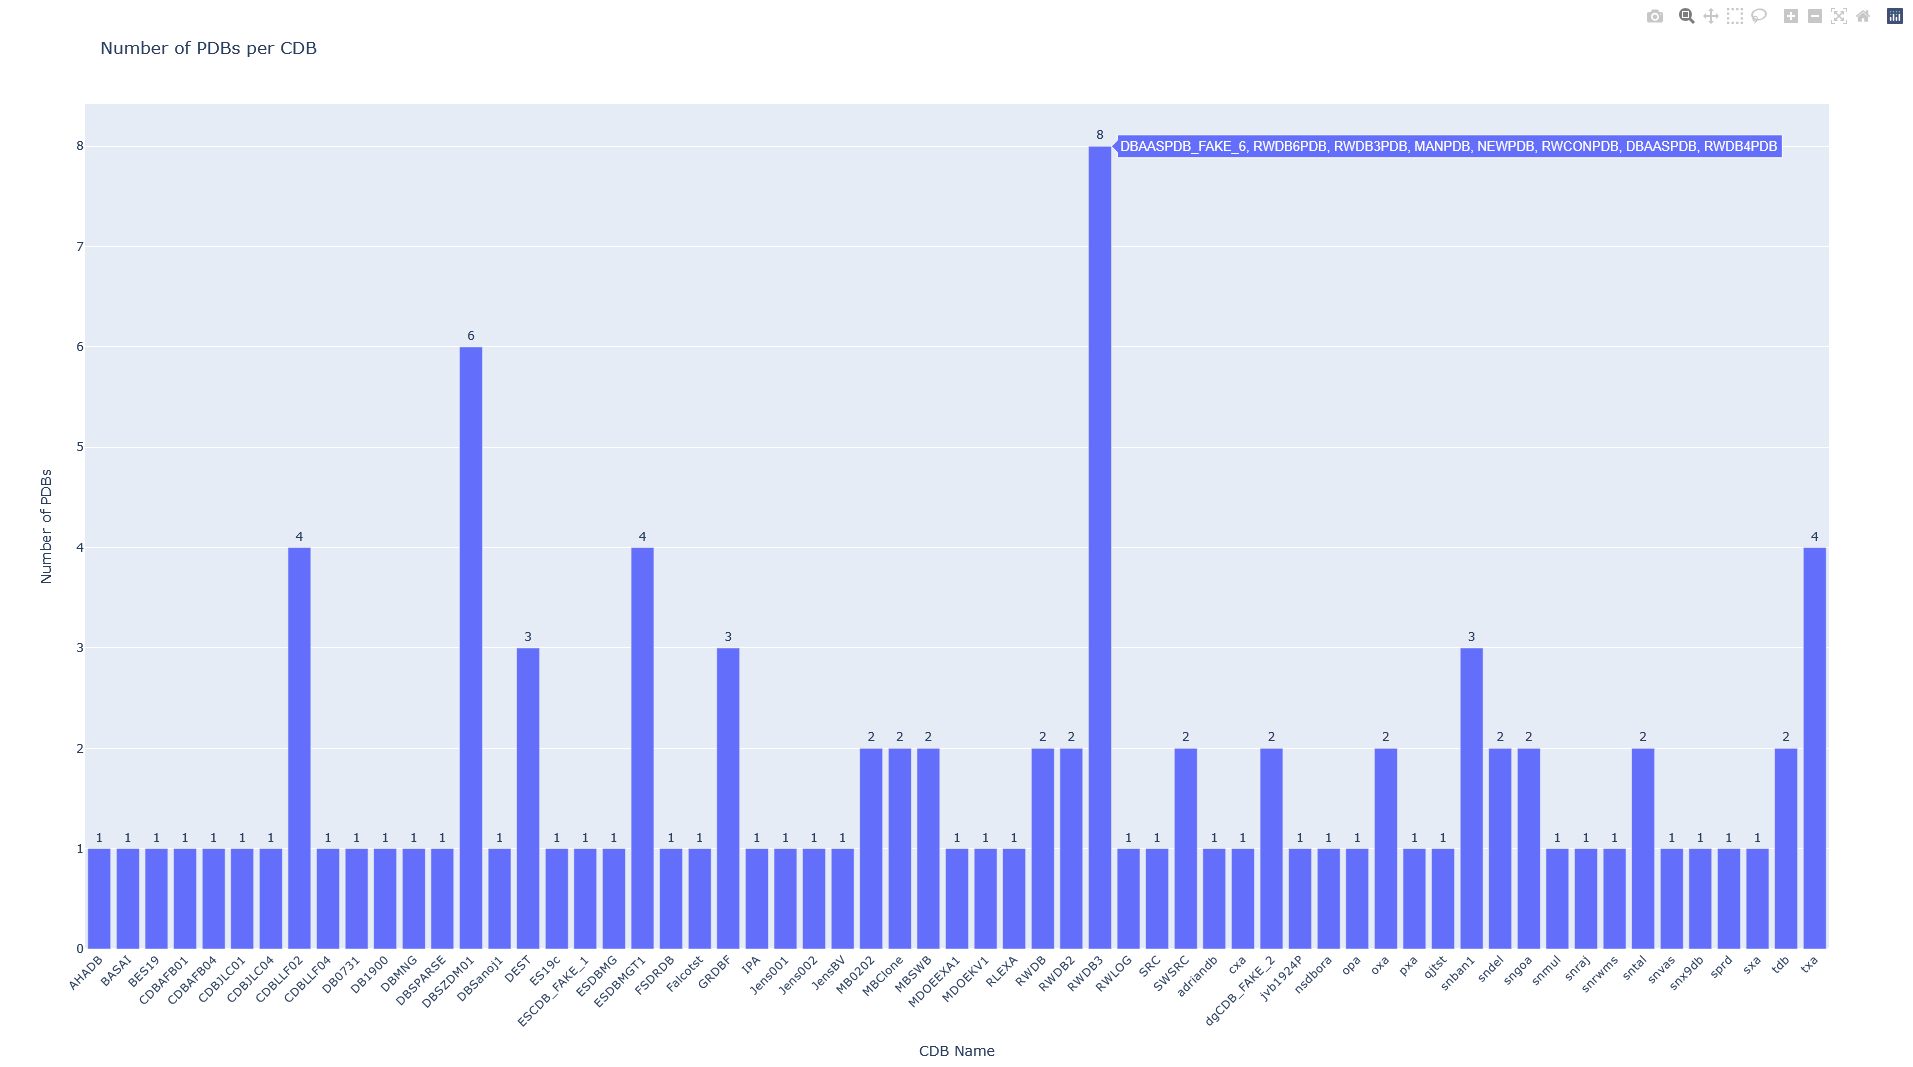 Number of PDBs per CDB
8
DBAASPDB_FAKE_6, RWDB6PDB, RWDB3PDB, MANPDB, NEWPDB, RWCONPDB, DBAASPDB, RWDB4PDB
8
7
6
6
5
4 4 4
4
3 3 3
3
2 2 2 2 2 2 2 2 2 2 2 2
2
1 1 1 1 1 1 1 1 1 1 1 1 1 1 1 1 1 1 1 1 1 1 1 1 1 1 1 1 1 1 1 1 1 1 1 1 1 1 1 1 1 1
1
0
Number of PDBs
AHADB
BASAI
BES19
CDBAFB01
CDBAFB04
CDBJLC01
CDBJLC04
CDBLLF02
CDBLLF04
DB0731
DB1900
DBMNG
DBSPARSE
DBSZDM01
DBSanoj1
DEST
ES19c
ESCDB_FAKE_1
ESDBMG
ESDBMGT1
FSDRDB
Falcotst
GRDBF
IPA
Jens001
Jens002
JensBV
MB0202
MBClone
MBSWB
MDOEEXA1
MDOEKV1
RLEXA
RWDB
RWDB2
RWDB3
RWLOG
SRC
SWSRC
adriandb
cxa
dgCDB_FAKE_2
jvb1924P
nsdbora
opa
oxa
pxa
qjtst
snban1
sndel
sngoa
snmul
snraj
snrwms
sntal
snvas
snx9db
sprd
sxa
tdb
txa
CDB Name